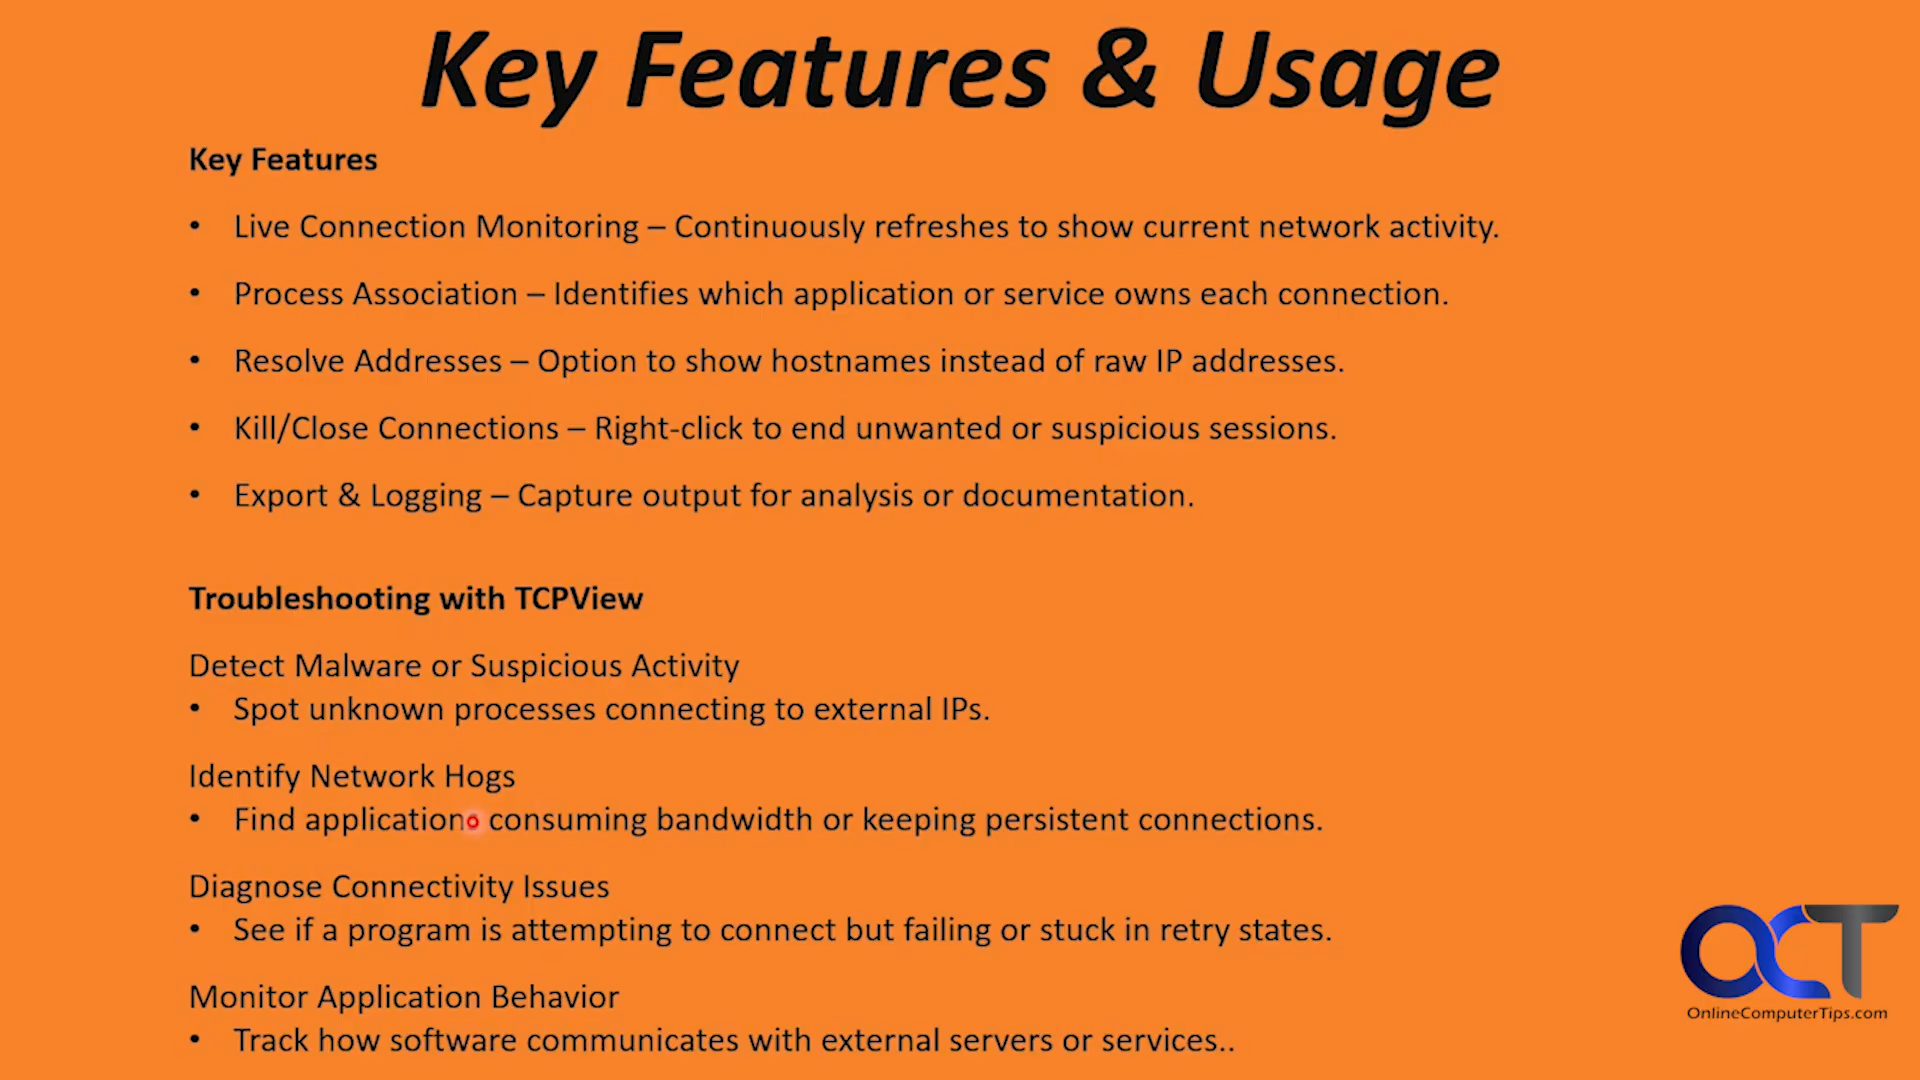 Key Features & Usage
Key Features
• Live Connection Monitoring – Continuously refreshes to show current network activity.
• Process Association – Identifies which application or service owns each connection.
• Resolve Addresses – Option to show hostnames instead of raw IP addresses.
• Kill/Close Connections – Right-click to end unwanted or suspicious sessions.
• Export & Logging – Capture output for analysis or documentation.
Troubleshooting with TCPView
Detect Malware or Suspicious Activity
• Spot unknown processes connecting to external IPs.
Identify Network Hogs
• Find applications consuming bandwidth or keeping persistent connections.
Diagnose Connectivity Issues
• See if a program is attempting to connect but failing or stuck in retry states.
Monitor Application Behavior
• Track how software communicates with external servers or services..
OCT
OnlineComputerTips.com